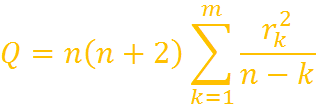 Q = n(n + 2) \sum_{k=1}^{m} \frac{r_k^2}{n - k}